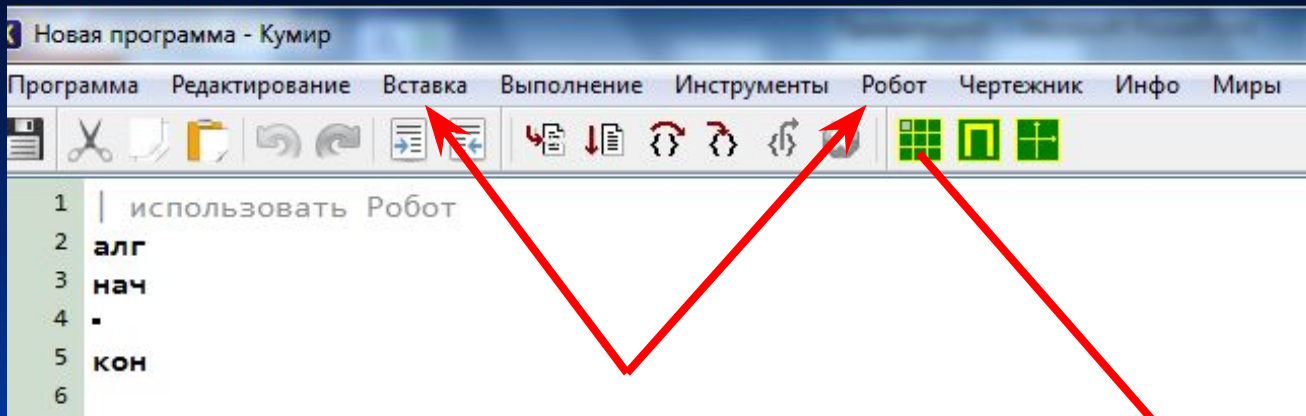 Новая программа - Кумир
Программа Редактирование Вставка Выполнение Инструменты Робот Чертежник Инфо Миры
1 | использовать Робот
2 алг
3 нач
4 -
5 кон
6